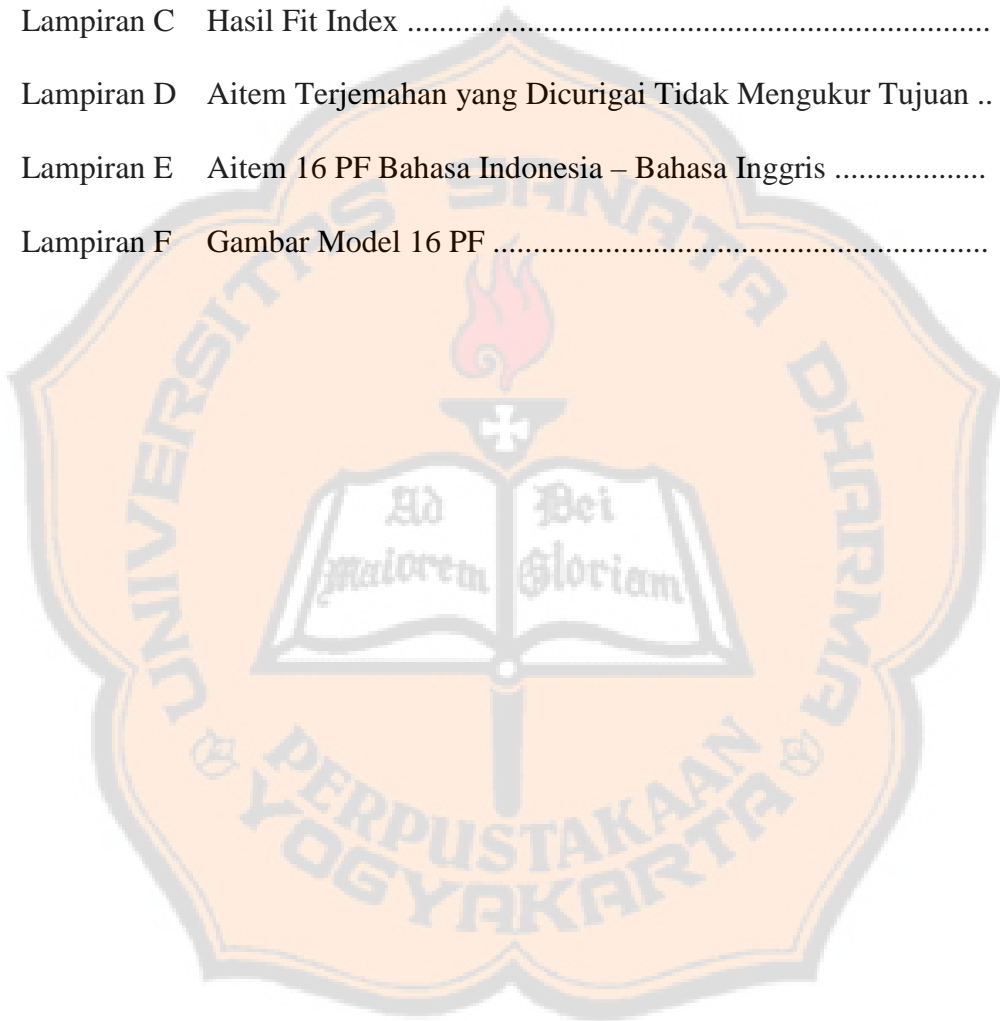 Lampiran C Hasil Fit Index ..........................................................................
Lampiran D Aitem Terjemahan yang Dicurigai Tidak Mengukur Tujuan ..
Lampiran E Aitem 16 PF Bahasa Indonesia – Bahasa Inggris ...................
Lampiran F Gambar Model 16 PF ...............................................................
UNIVERSITAS SANATA DHARMA
Ad Dei
Maiorem Gloriam
PERPUSTAKAAN
YOGYAKARTA